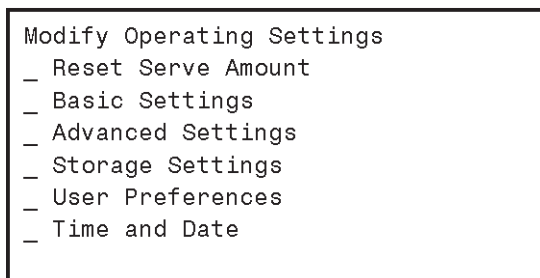 Modify Operating Settings
_ Reset Serve Amount
_ Basic Settings
_ Advanced Settings
_ Storage Settings
_ User Preferences
_ Time and Date